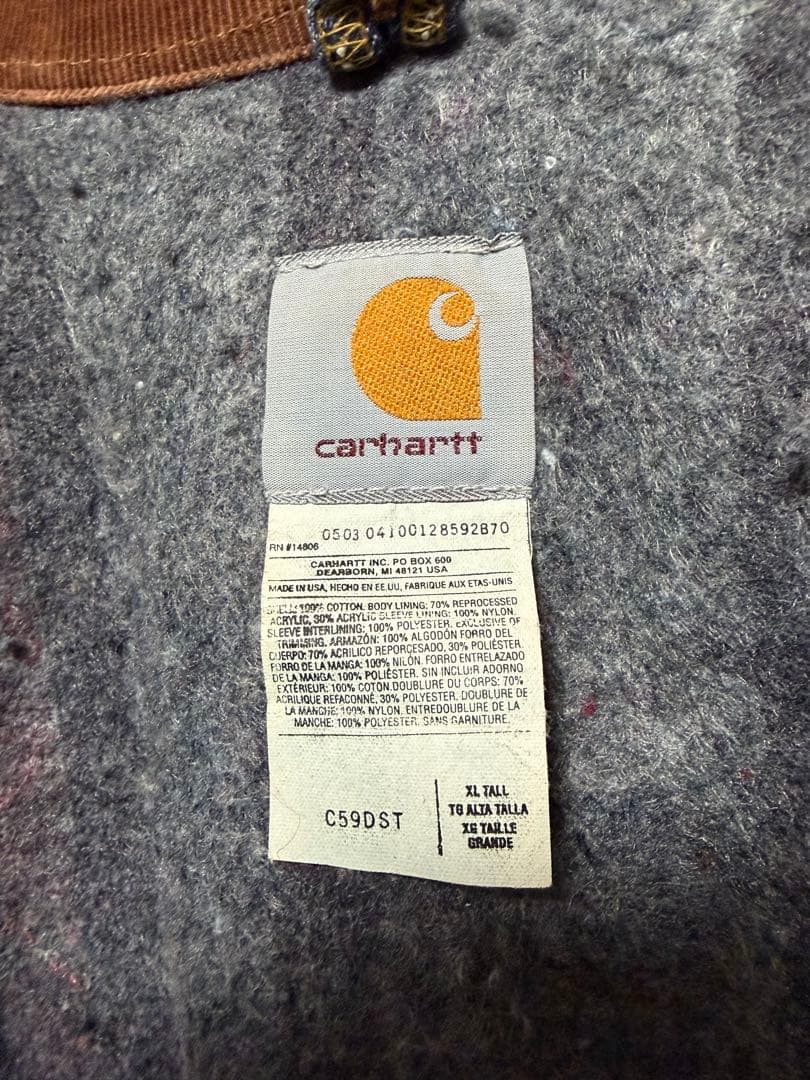 carhartt
0503 04100128592870
RN #14806
CARHARTT INC. PO BOX 600
DEARBORN, MI 48121 USA
MADE IN USA, HECHO EN EE.UU, FABRIQUE AUX ETAS-UNIS
SHELL: 100% COTTON. BODY LINING: 70% REPROCESSED
ACRYLIC, 30% ACRYLIC SLEEVE LINING: 100% NYLON.
SLEEVE INTERLINING: 100% POLYESTER. EXCLUSIVE OF
TRIMMING. ARMAZÓN: 100% ALGODÓN FORRO DEL
CUERPO: 70% ACRILICO REPORCESADO, 30% POLIÉSTER.
FORRO DE LA MANGA: 100% NILÓN. FORRO ENTRELAZADO
DE LA MANGA: 100% POLIÉSTER. SIN INCLUIR ADORNO.
EXTÉRIEUR: 100% COTON. DOUBLURE DU CORPS: 70%
ACRILIQUE REFACONNÉ, 30% POLYESTER. DOUBLURE DE
LA MANCHE: 100% NYLON. ENTREDOUBLURE DE LA
MANCHE: 100% POLYESTER. SANS GARNITURE.
C59DST
XL TALL
TG ALTA TALLA
XG TAILLE
GRANDE